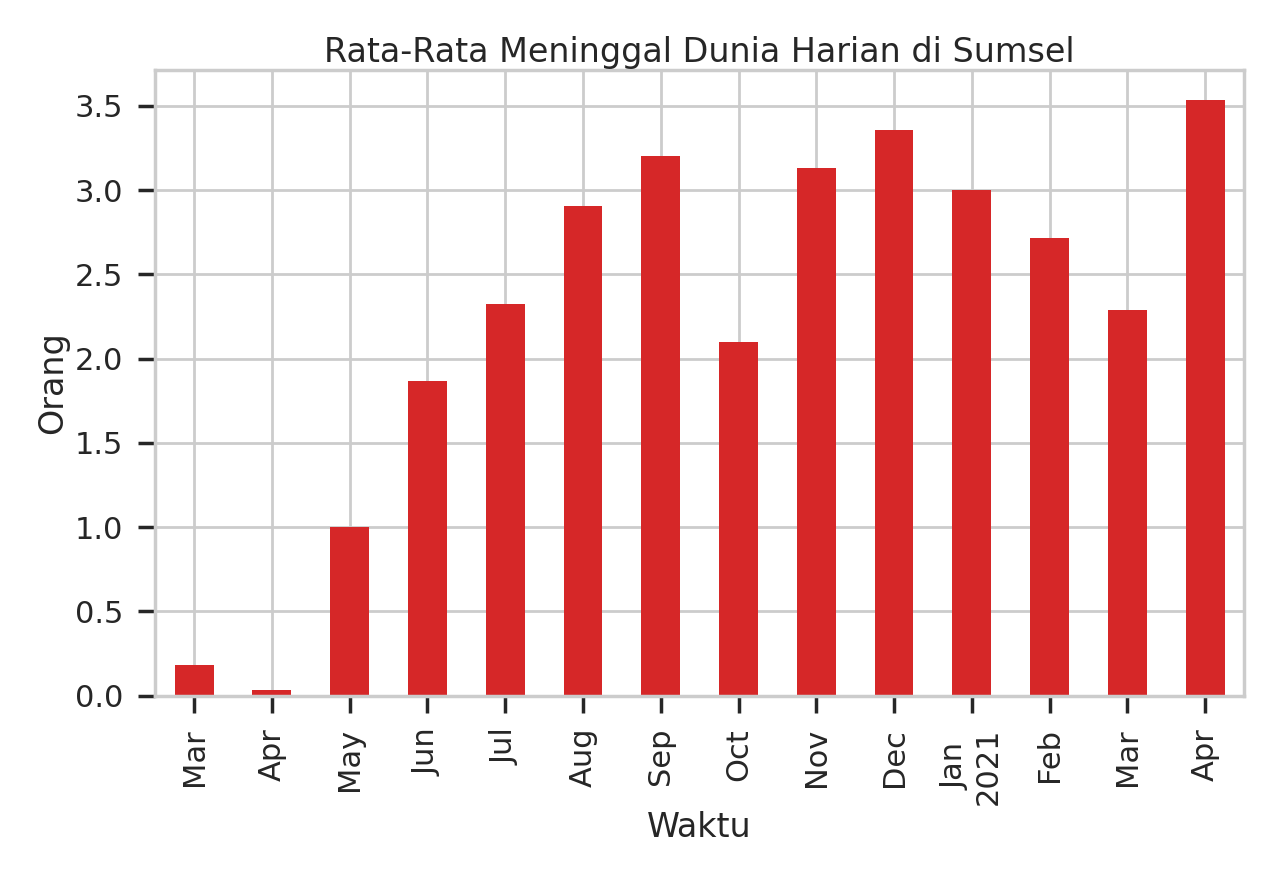 Rata-Rata Meninggal Dunia Harian di Sumsel
Orang
3.5
3.0
2.5
2.0
1.5
1.0
0.5
0.0
Mar
Apr
May
Jun
Jul
Aug
Sep
Oct
Nov
Dec
Jan
2021
Feb
Mar
Apr
Waktu